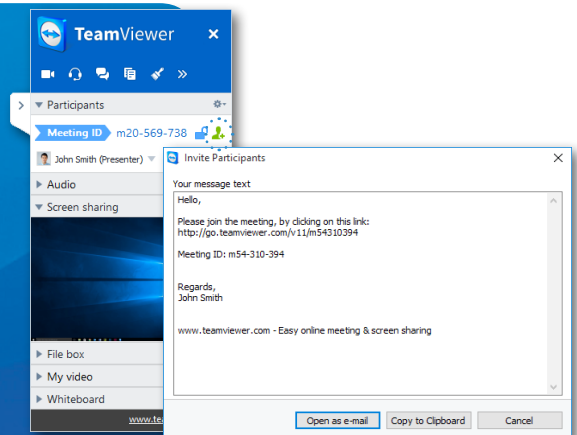 TeamViewer
Participants
Meeting ID m20-569-738
John Smith (Presenter)
Audio
Screen sharing
File box
My video
Whiteboard
Invite Participants
Your message text
Hello,
Please join the meeting, by clicking on this link:
http://go.teamviewer.com/v11/m54310394
Meeting ID: m54-310-394
Regards,
John Smith
www.teamviewer.com - Easy online meeting & screen sharing
Open as e-mail Copy to Clipboard Cancel